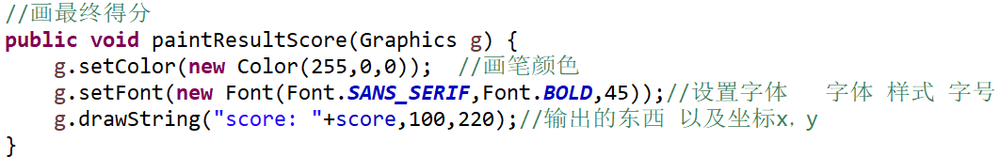 //画最终得分
public void paintResultScore(Graphics g) {
    g.setColor(new Color(255,0,0));  //画笔颜色
    g.setFont(new Font(Font.SANS_SERIF,Font.BOLD,45));//设置字体   字体 样式 字号
    g.drawString("score: "+score,100,220);//输出的东西 以及坐标x，y
}